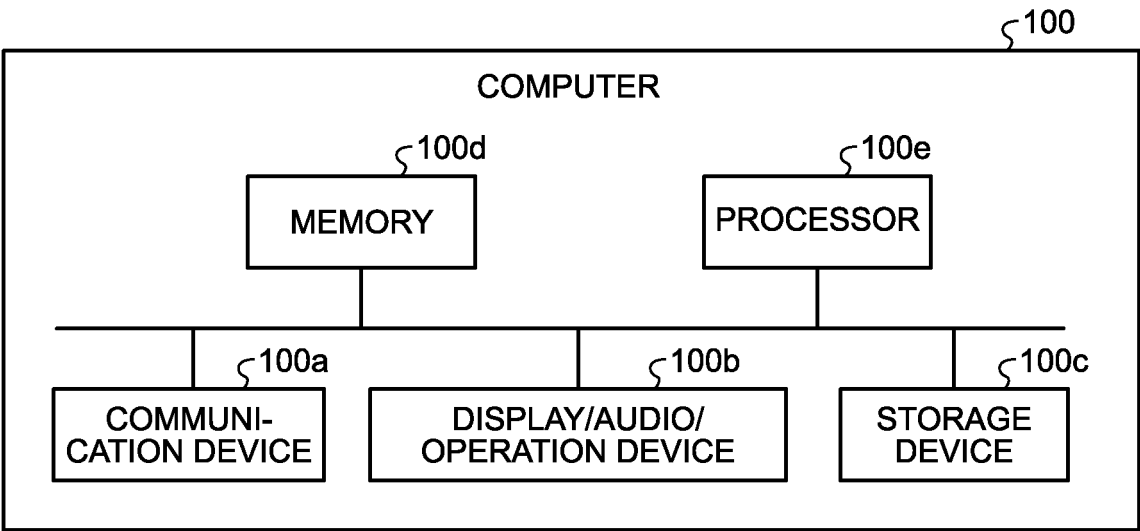 100
COMPUTER
100d
100e
MEMORY
PROCESSOR
100a
100b
100c
COMMUNI-
CATION DEVICE
DISPLAY/AUDIO/
OPERATION DEVICE
STORAGE
DEVICE